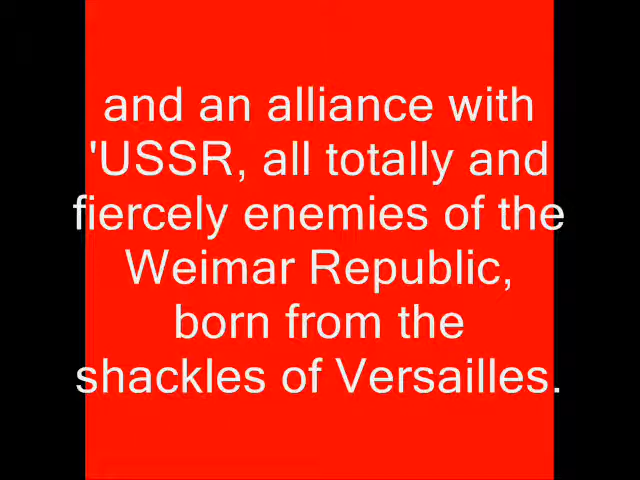 and an alliance with
'USSR, all totally and
fiercely enemies of the
Weimar Republic,
born from the
shackles of Versailles.